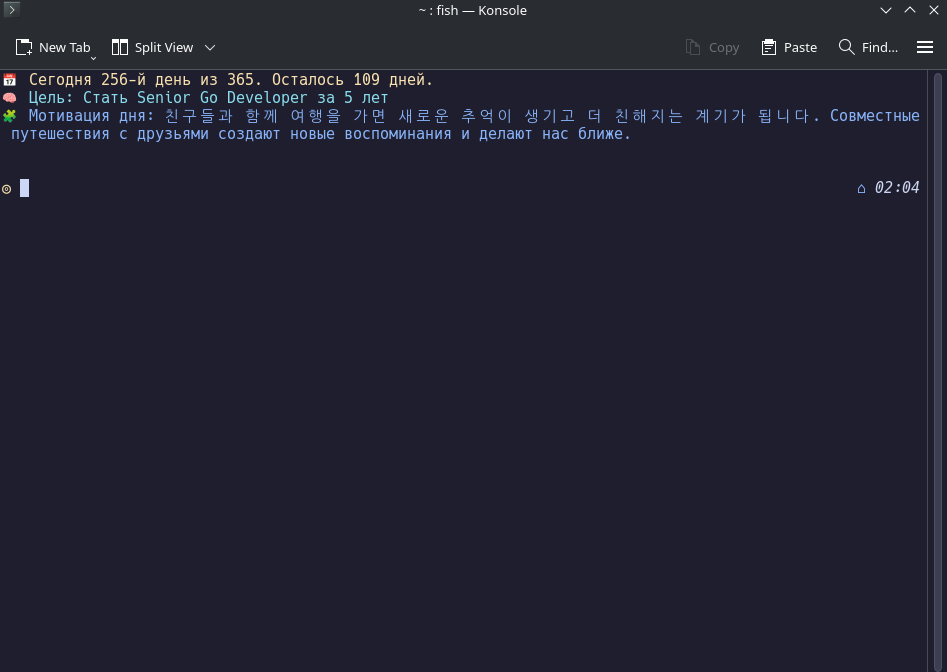 ~ : fish — Konsole
New Tab Split View Copy Paste Find...
📅 Сегодня 256-й день из 365. Осталось 109 дней.
🧠 Цель: Стать Senior Go Developer за 5 лет
🧩 Мотивация дня: 친구들과 함께 여행을 가면 새로운 추억이 생기고 더 친해지는 계기가 됩니다. Совместные
путешествия с друзьями создают новые воспоминания и делают нас ближе.
◎ ⌂ 02:04